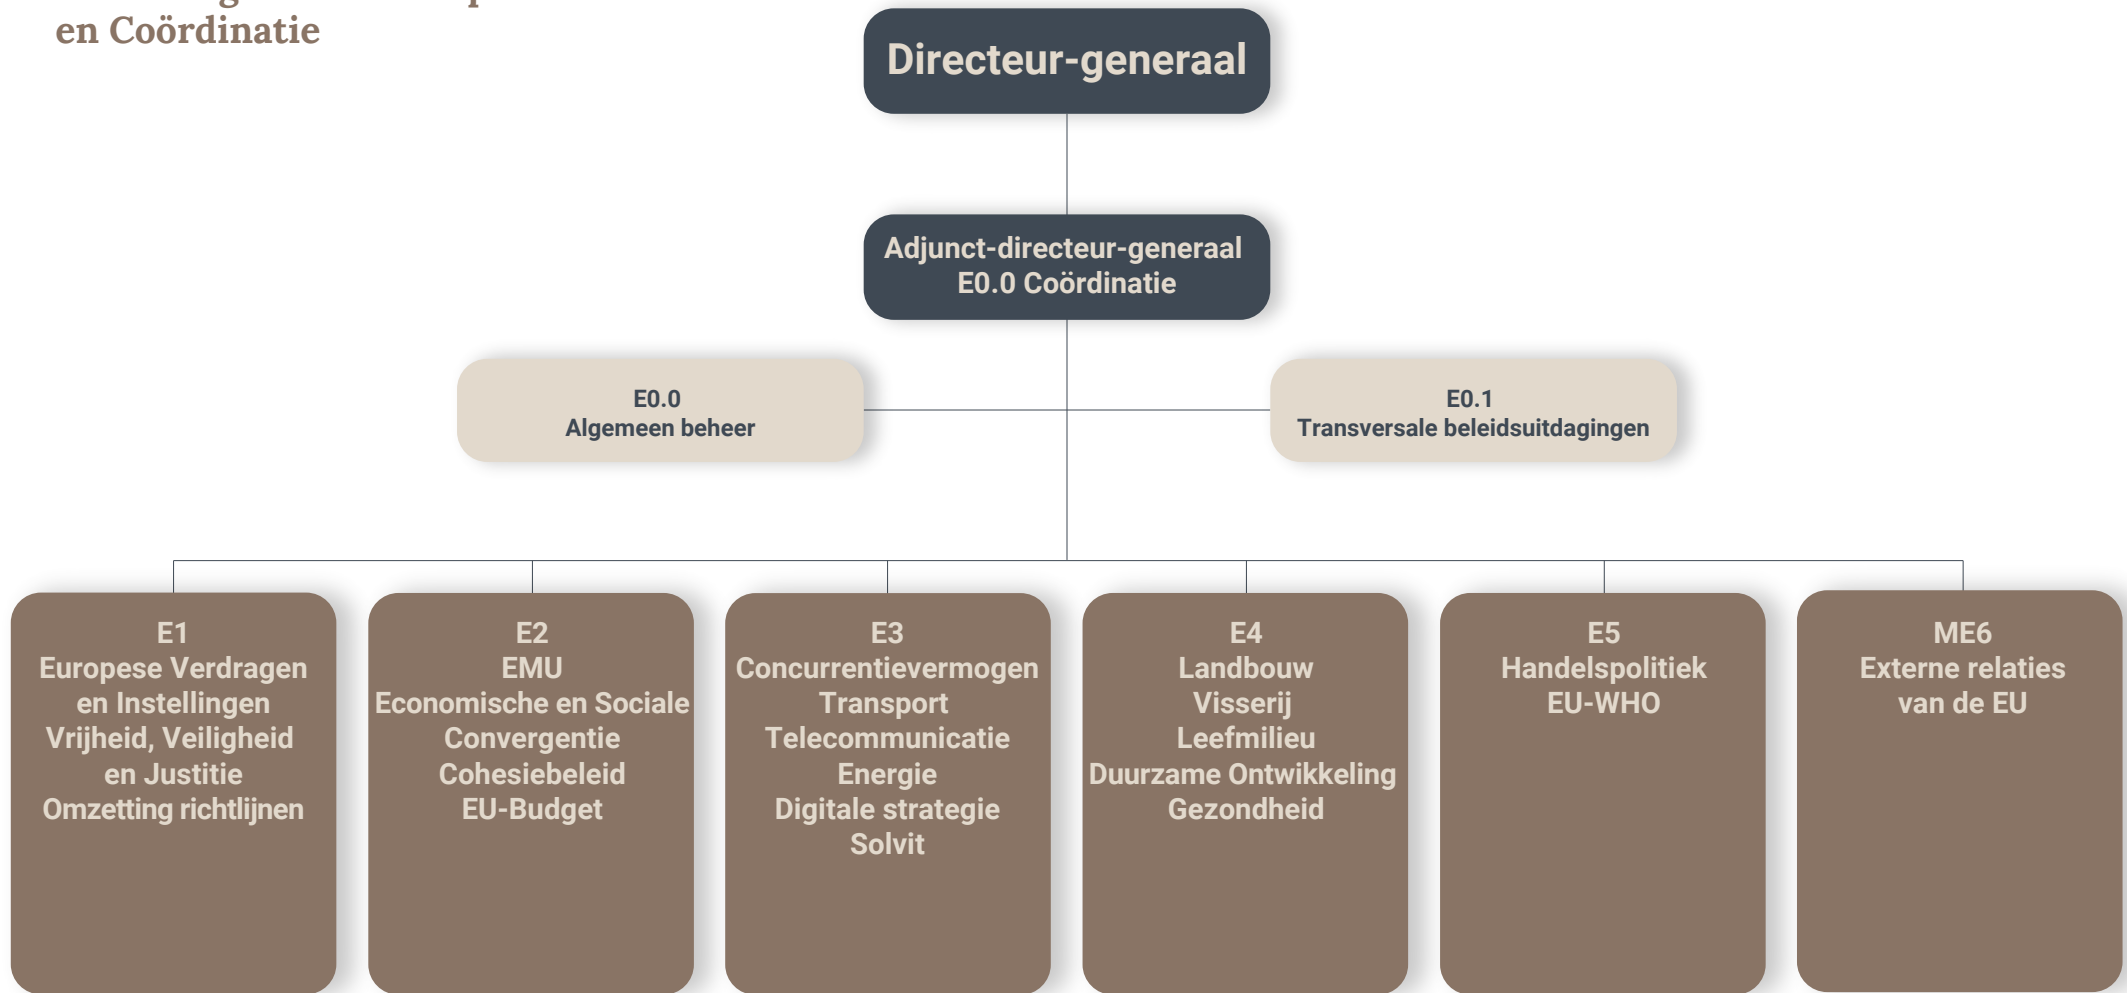 en Coördinatie
Directeur-generaal
Adjunct-directeur-generaal
E0.0 Coördinatie
E0.0
Algemeen beheer
E0.1
Transversale beleidsuitdagingen
E1
Europese Verdragen
en Instellingen
Vrijheid, Veiligheid
en Justitie
Omzetting richtlijnen
E2
EMU
Economische en Sociale
Convergentie
Cohesiebeleid
EU-Budget
E3
Concurrentievermogen
Transport
Telecommunicatie
Energie
Digitale strategie
Solvit
E4
Landbouw
Visserij
Leefmilieu
Duurzame Ontwikkeling
Gezondheid
E5
Handelspolitiek
EU-WHO
ME6
Externe relaties
van de EU